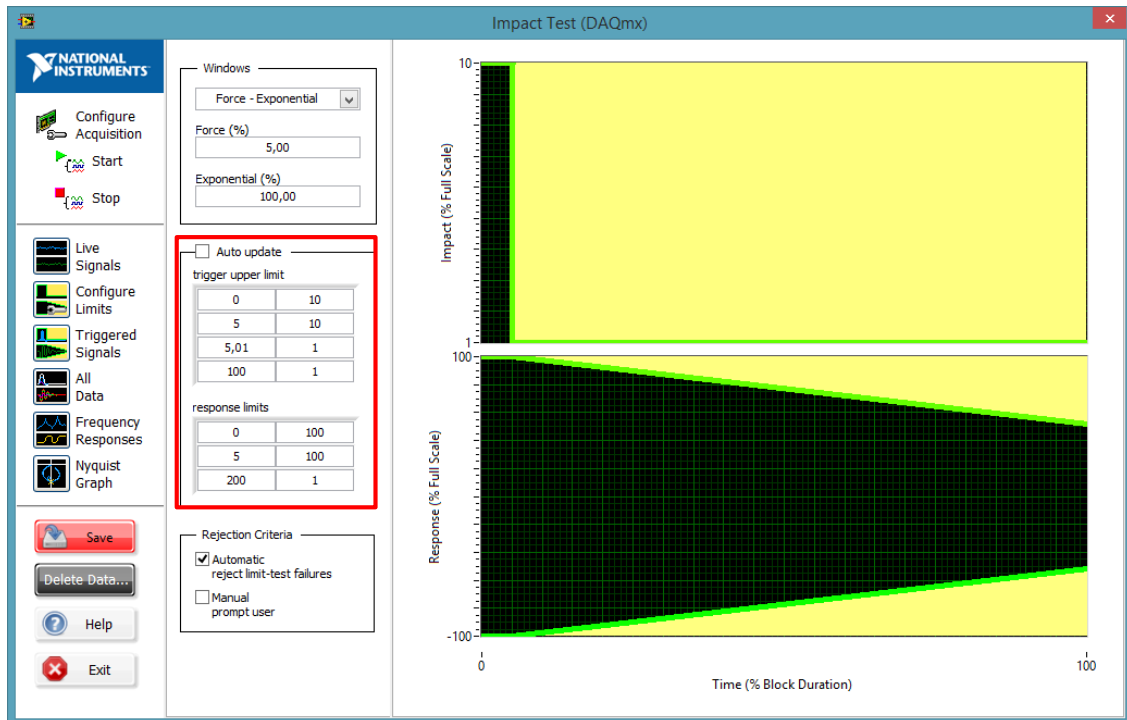 Impact Test (DAQmx)
NATIONAL
INSTRUMENTS
Configure
Acquisition
Start
Stop
Live
Signals
Configure
Limits
Triggered
Signals
All
Data
Frequency
Responses
Nyquist
Graph
Save
Delete Data...
Help
Exit
Windows
Force - Exponential
Force (%)
5,00
Exponential (%)
100,00
Auto update
trigger upper limit
0 10
5 10
5,01 1
100 1
response limits
0 100
5 100
200 1
Rejection Criteria
Automatic
reject limit-test failures
Manual
prompt user
Impact (% Full Scale)
10
1
Response (% Full Scale)
100
-100
0 100
Time (% Block Duration)